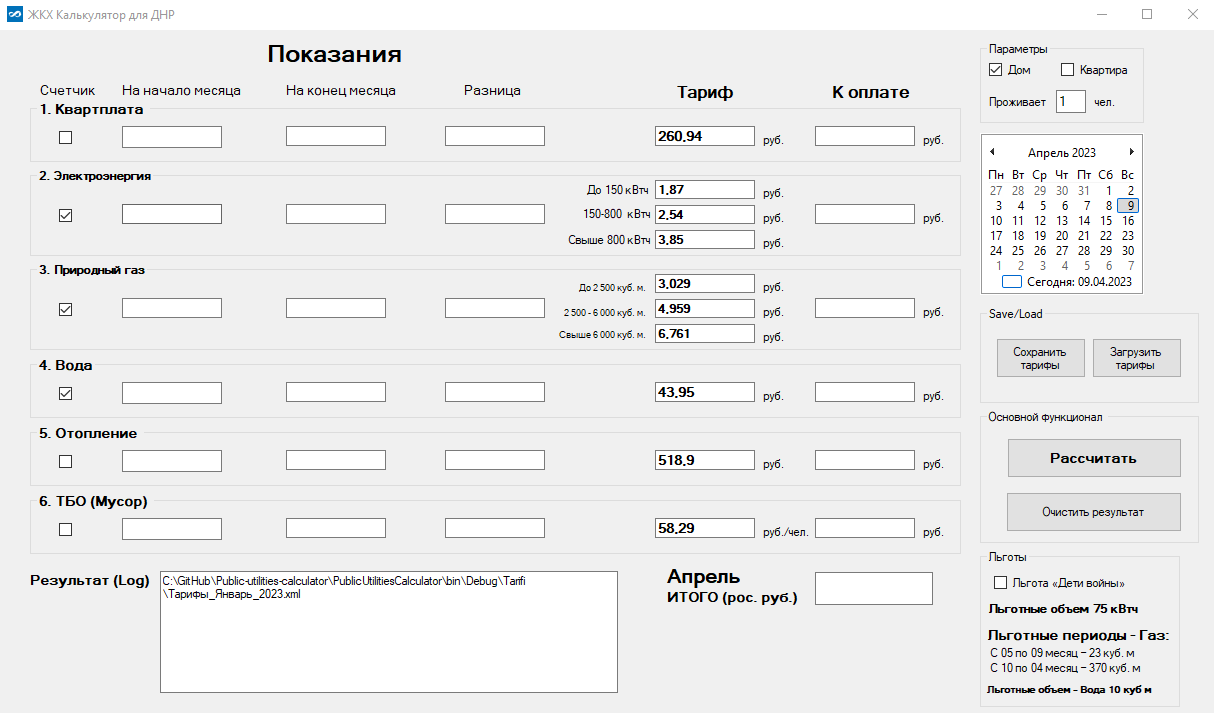 ЖКХ Калькулятор для ДНР
Показания
Счетчик На начало месяца На конец месяца Разница Тариф К оплате
1. Квартплата
260,94 руб. руб.
2. Электроэнергия
До 150 кВтч 1,87 руб.
150-800 кВтч 2,54 руб. руб.
Свыше 800 кВтч 3,85 руб.
3. Природный газ
До 2 500 куб. м. 3,029 руб.
2 500 - 6 000 куб. м. 4,959 руб. руб.
Свыше 6 000 куб. м. 6,761 руб.
4. Вода
43,95 руб. руб.
5. Отопление
518,9 руб. руб.
6. ТБО (Мусор)
58,29 руб./чел. руб.
Результат (Log)
C:\GitHub\Public-utilities-calculator\PublicUtilitiesCalculator\bin\Debug\Tarifi
\Тарифы_Январь_2023.xml
Апрель
ИТОГО (рос. руб.)
Параметры
Дом Квартира
Проживает 1 чел.
Апрель 2023
Пн Вт Ср Чт Пт Сб Вс
27 28 29 30 31 1 2
3 4 5 6 7 8 9
10 11 12 13 14 15 16
17 18 19 20 21 22 23
24 25 26 27 28 29 30
1 2 3 4 5 6 7
Сегодня: 09.04.2023
Save/Load
Сохранить
тарифы
Загрузить
тарифы
Основной функционал
Рассчитать
Очистить результат
Льготы
Льгота «Дети войны»
Льготные объем 75 кВтч
Льготные периоды - Газ:
С 05 по 09 месяц – 23 куб. м
С 10 по 04 месяц – 370 куб. м
Льготные объем - Вода 10 куб м